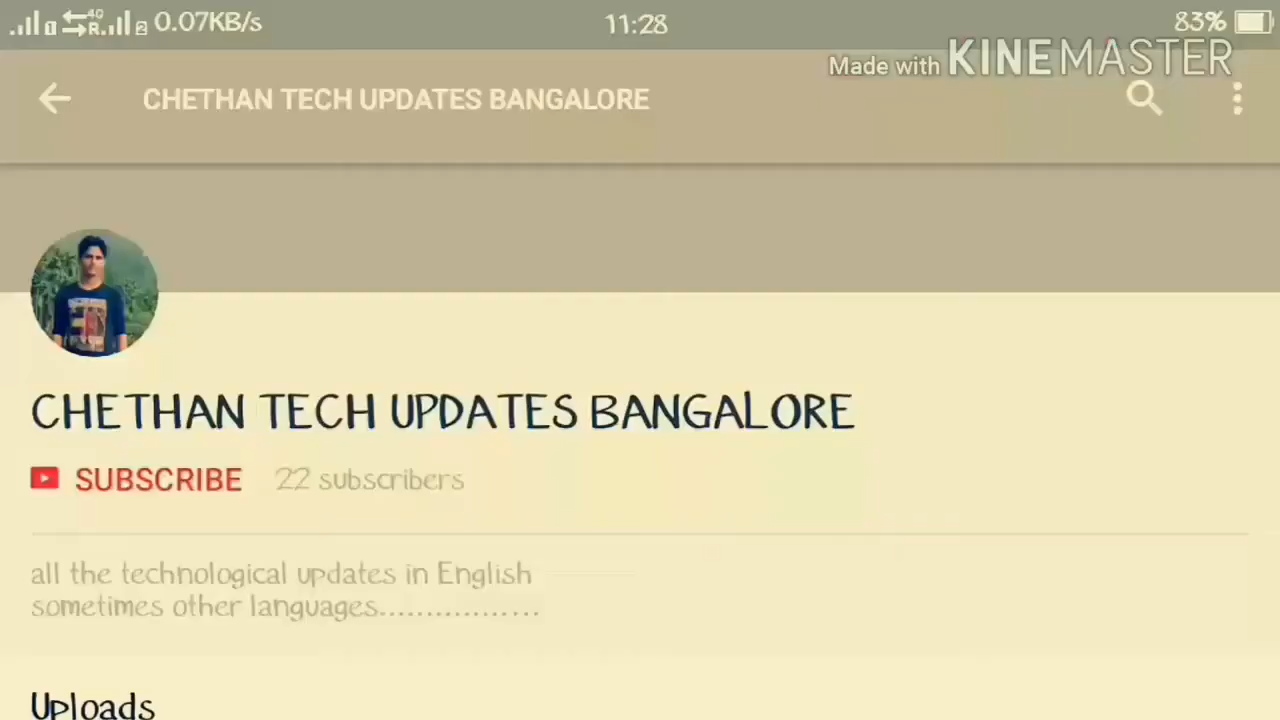 4G R 0.07KB/s 11:28 83%
Made with KINEMASTER
CHETHAN TECH UPDATES BANGALORE
CHETHAN TECH UPDATES BANGALORE
SUBSCRIBE 22 subscribers
all the technological updates in English
sometimes other languages.................
Uploads